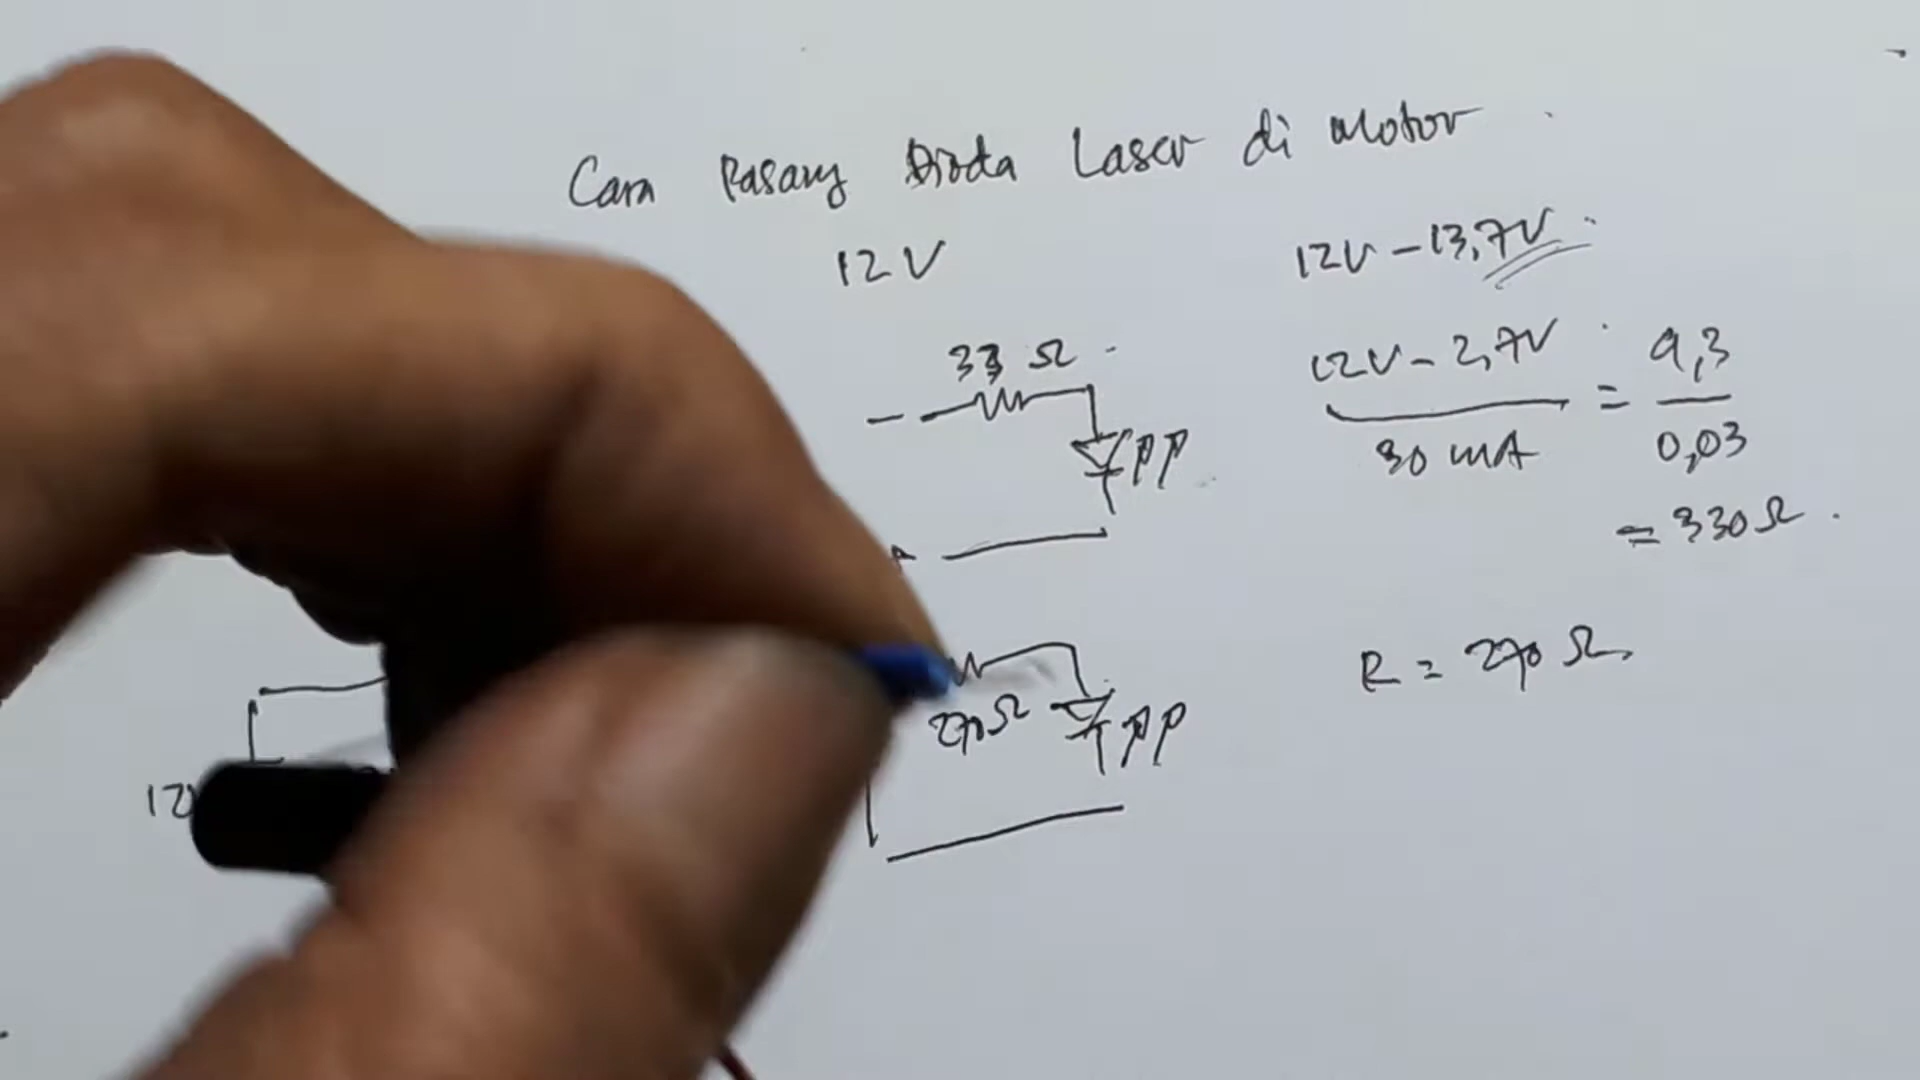 Cara Pasang Dioda Laser di Motor
12V
12V - 13,7V
33 Ω
12V - 2,7V = 9,3
30 mA 0,03
= 330 Ω
R = 270 Ω
270 Ω
12